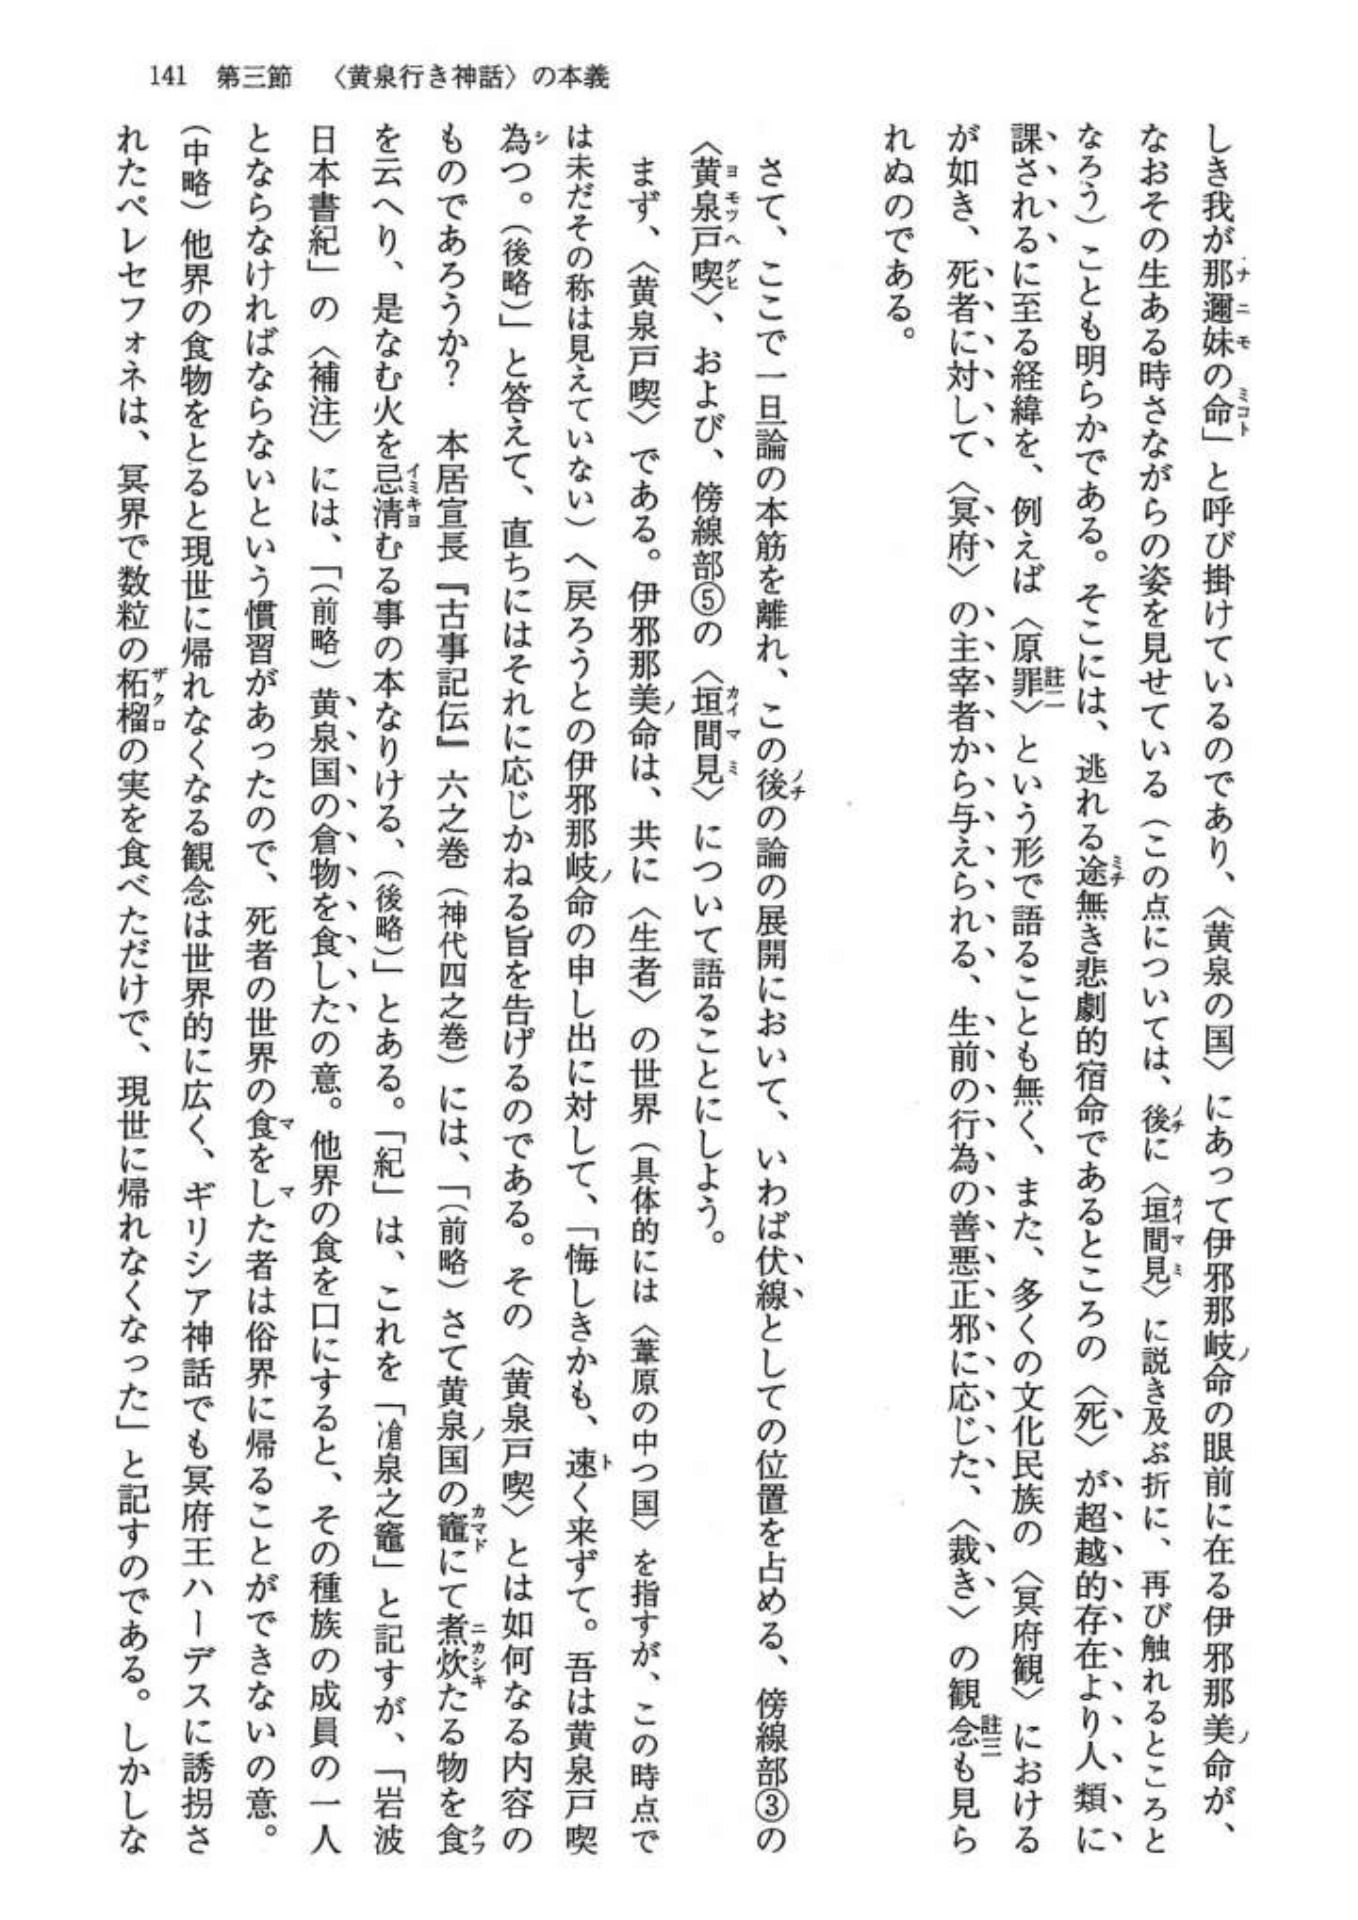 141　第三節　〈黄泉行き神話〉の本義
しき我が那邇妹の命」と呼び掛けているのであり、〈黄泉の国〉にあって伊邪那岐ノ命の眼前に在る伊邪那美ノ命が、
なおその生ある時さながらの姿を見せている（この点については、後に〈垣間見〉に説き及ぶ折に、再び触れるところと
なろう）ことも明らかである。そこには、逃れる途無き悲劇的宿命であるところの〈死〉が超越的存在より人類に
課されるに至る経緯を、例えば〈原罪〉註二という形で語ることも無く、また、多くの文化民族の〈冥府観〉における
が如き、死者に対して〈冥府〉の主宰者から与えられる、生前の行為の善悪正邪に応じた、〈裁き〉の観念註三も見ら
れぬのである。
さて、ここで一旦論の本筋を離れ、この後の論の展開において、いわば伏線としての位置を占める、傍線部③の
〈黄泉戸喫〉、および、傍線部⑤の〈垣間見〉について語ることにしよう。
まず、〈黄泉戸喫〉である。伊邪那美ノ命は、共に〈生者〉の世界（具体的には〈葦原の中つ国〉を指すが、この時点で
は未だその称は見えていない）へ戻ろうとの伊邪那岐ノ命の申し出に対して、「悔しきかも、速く来ずて。吾は黄泉戸喫
為つ。（後略）」と答えて、直ちにはそれに応じかねる旨を告げるのである。その〈黄泉戸喫〉とは如何なる内容の
ものであろうか？　本居宣長『古事記伝』六之巻（神代四之巻）には、「（前略）さて黄泉ノ国の竈にて煮炊たる物を食
を云へり、是なむ火を忌清むる事の本なりける、（後略）」とある。「紀」は、これを「飡泉之竈」と記すが、「岩波
日本書紀」の〈補注〉には、「（前略）黄泉国の倉物を食したの意。他界の食を口にすると、その種族の成員の一人
とならなければならないという慣習があったので、死者の世界の食をした者は俗界に帰ることができないの意。
（中略）他界の食物をとると現世に帰れなくなる観念は世界的に広く、ギリシア神話でも冥府王ハーデスに誘拐さ
れたペレセフォネは、冥界で数粒の柘榴の実を食べただけで、現世に帰れなくなった」と記すのである。しかしな